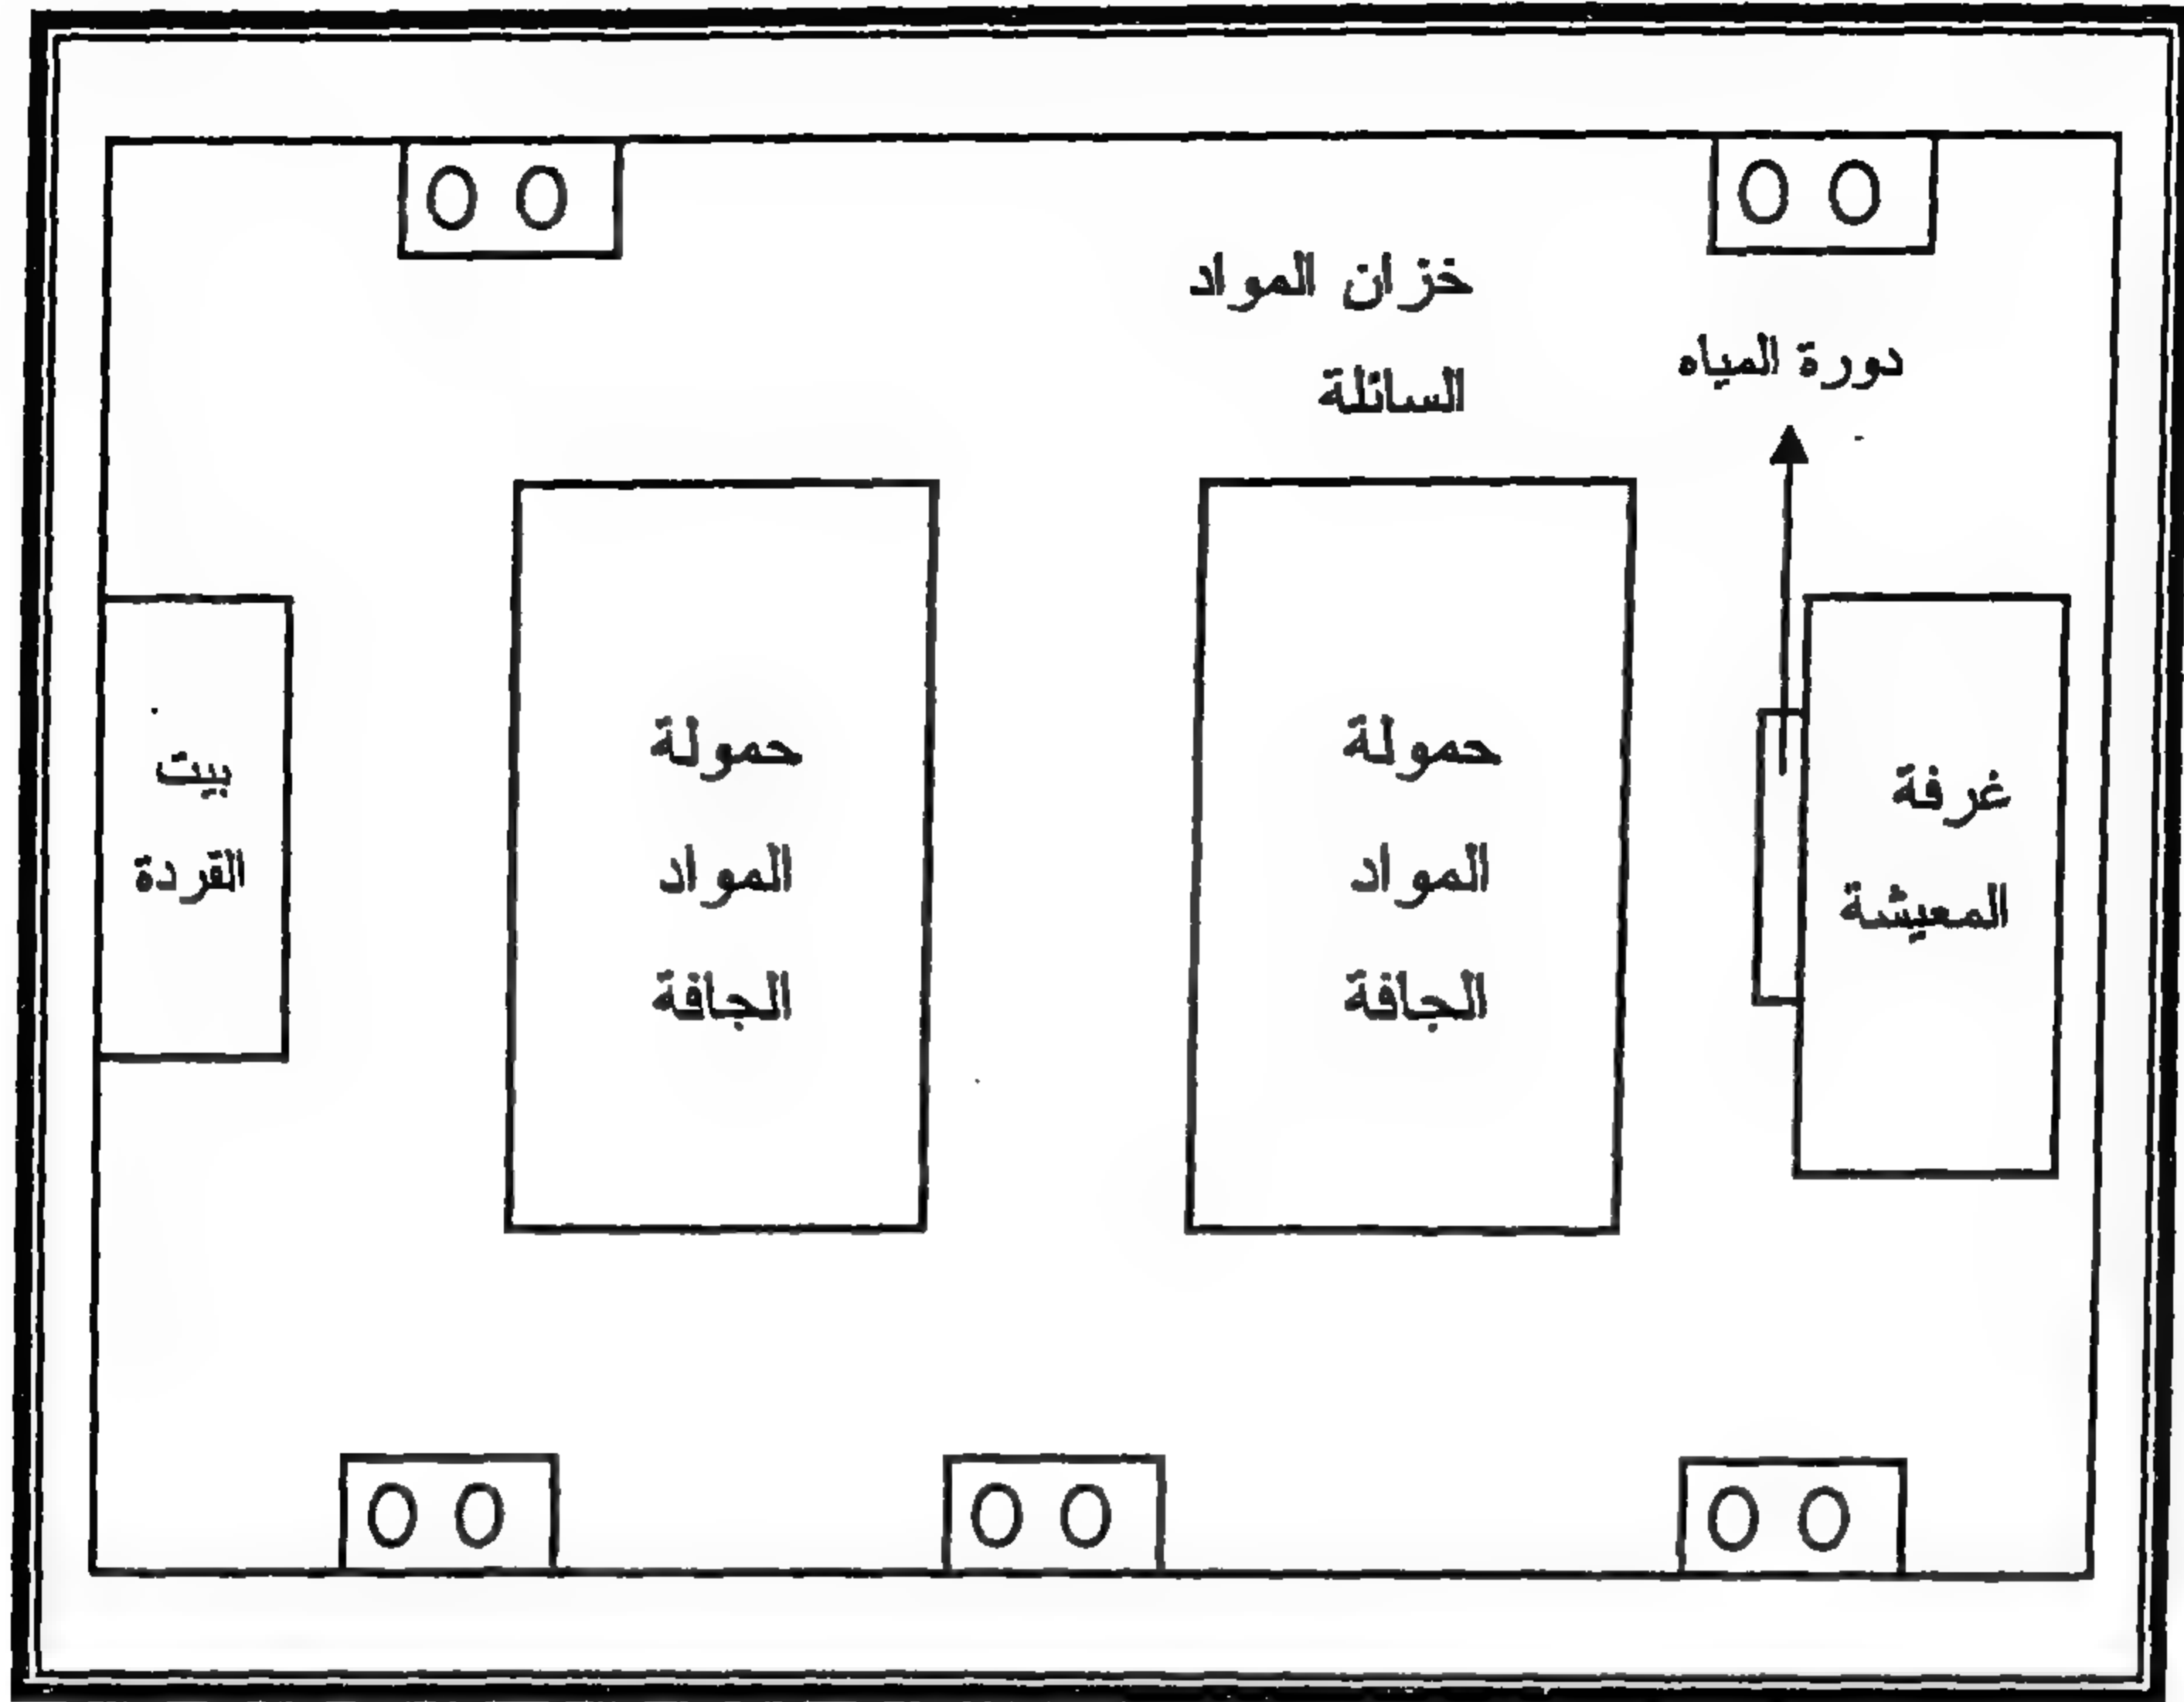 خزان المواد
السائلة
دورة المياه
غرفة
المعيشة
حمولة
المواد
الجافة
حمولة
المواد
الجافة
بيت
القردة